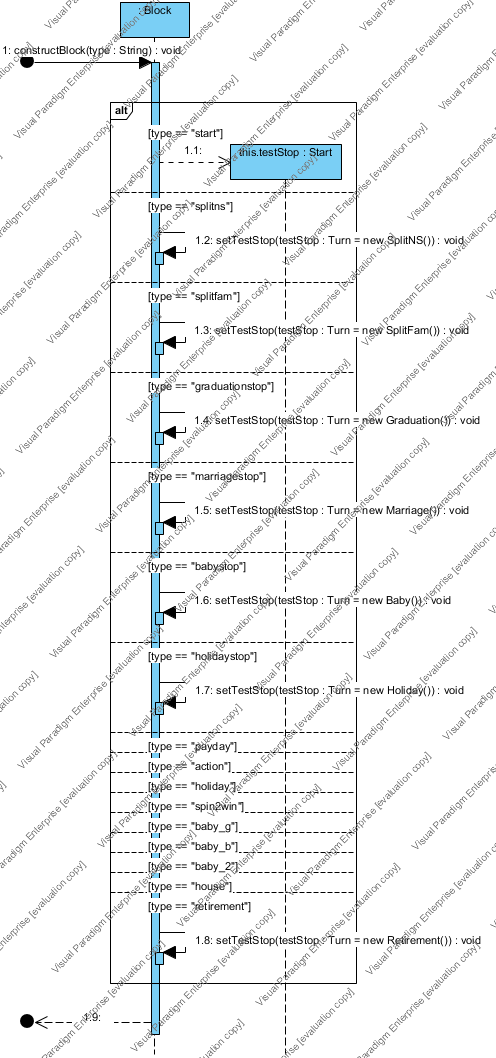 : Block
1: constructBlock(type : String) : void
alt
[type == "start"]
1.1:
this.testStop : Start
[type == "splitns"]
1.2: setTestStop(testStop : Turn = new SplitNS()) : void
[type == "splitfam"]
1.3: setTestStop(testStop : Turn = new SplitFam()) : void
[type == "graduationstop"]
1.4: setTestStop(testStop : Turn = new Graduation()) : void
[type == "marriagestop"]
1.5: setTestStop(testStop : Turn = new Marriage()) : void
[type == "babystop"]
1.6: setTestStop(testStop : Turn = new Baby()) : void
[type == "holidaystop"]
1.7: setTestStop(testStop : Turn = new Holiday()) : void
[type == "payday"]
[type == "action"]
[type == "holiday"]
[type == "spin2win"]
[type == "baby_g"]
[type == "baby_b"]
[type == "baby_2"]
[type == "house"]
[type == "retirement"]
1.8: setTestStop(testStop : Turn = new Retirement()) : void
1.9:
Visual Paradigm Enterprise [evaluation copy]